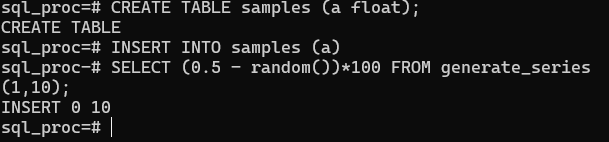 sql_proc=# CREATE TABLE samples (a float);
CREATE TABLE
sql_proc=# INSERT INTO samples (a)
sql_proc-# SELECT (0.5 - random())*100 FROM generate_series
(1,10);
INSERT 0 10
sql_proc=#